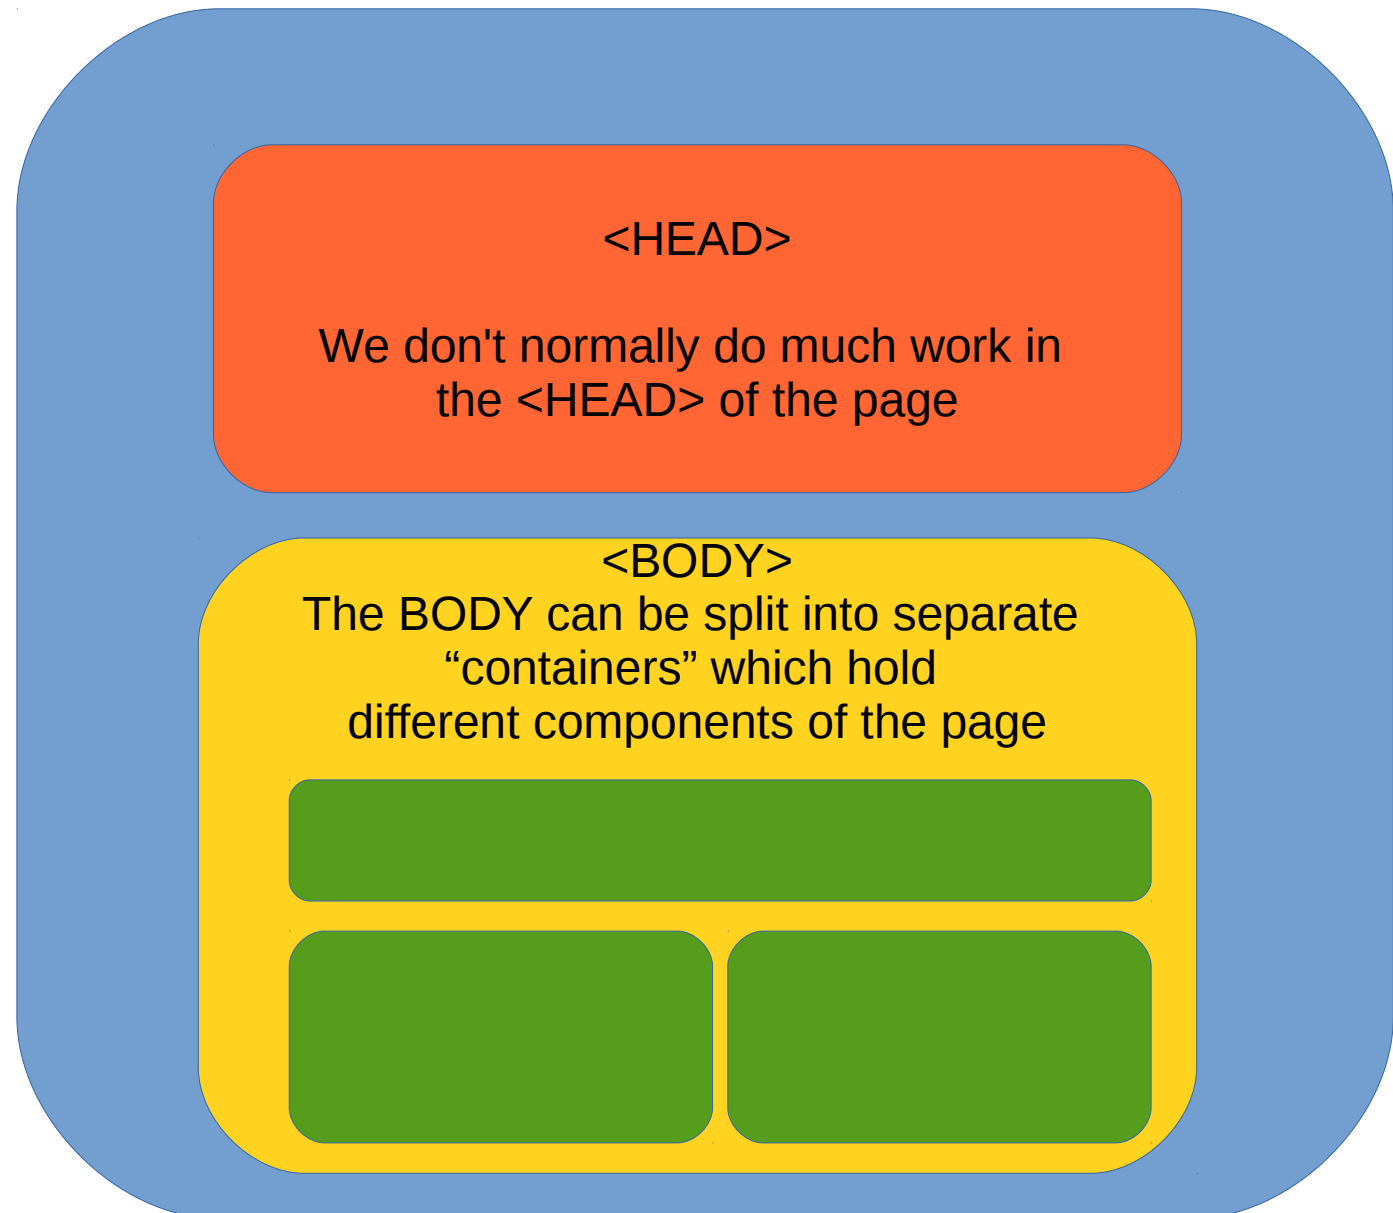 <HEAD>
We don't normally do much work in
the <HEAD> of the page
<BODY>
The BODY can be split into separate
“containers” which hold
different components of the page